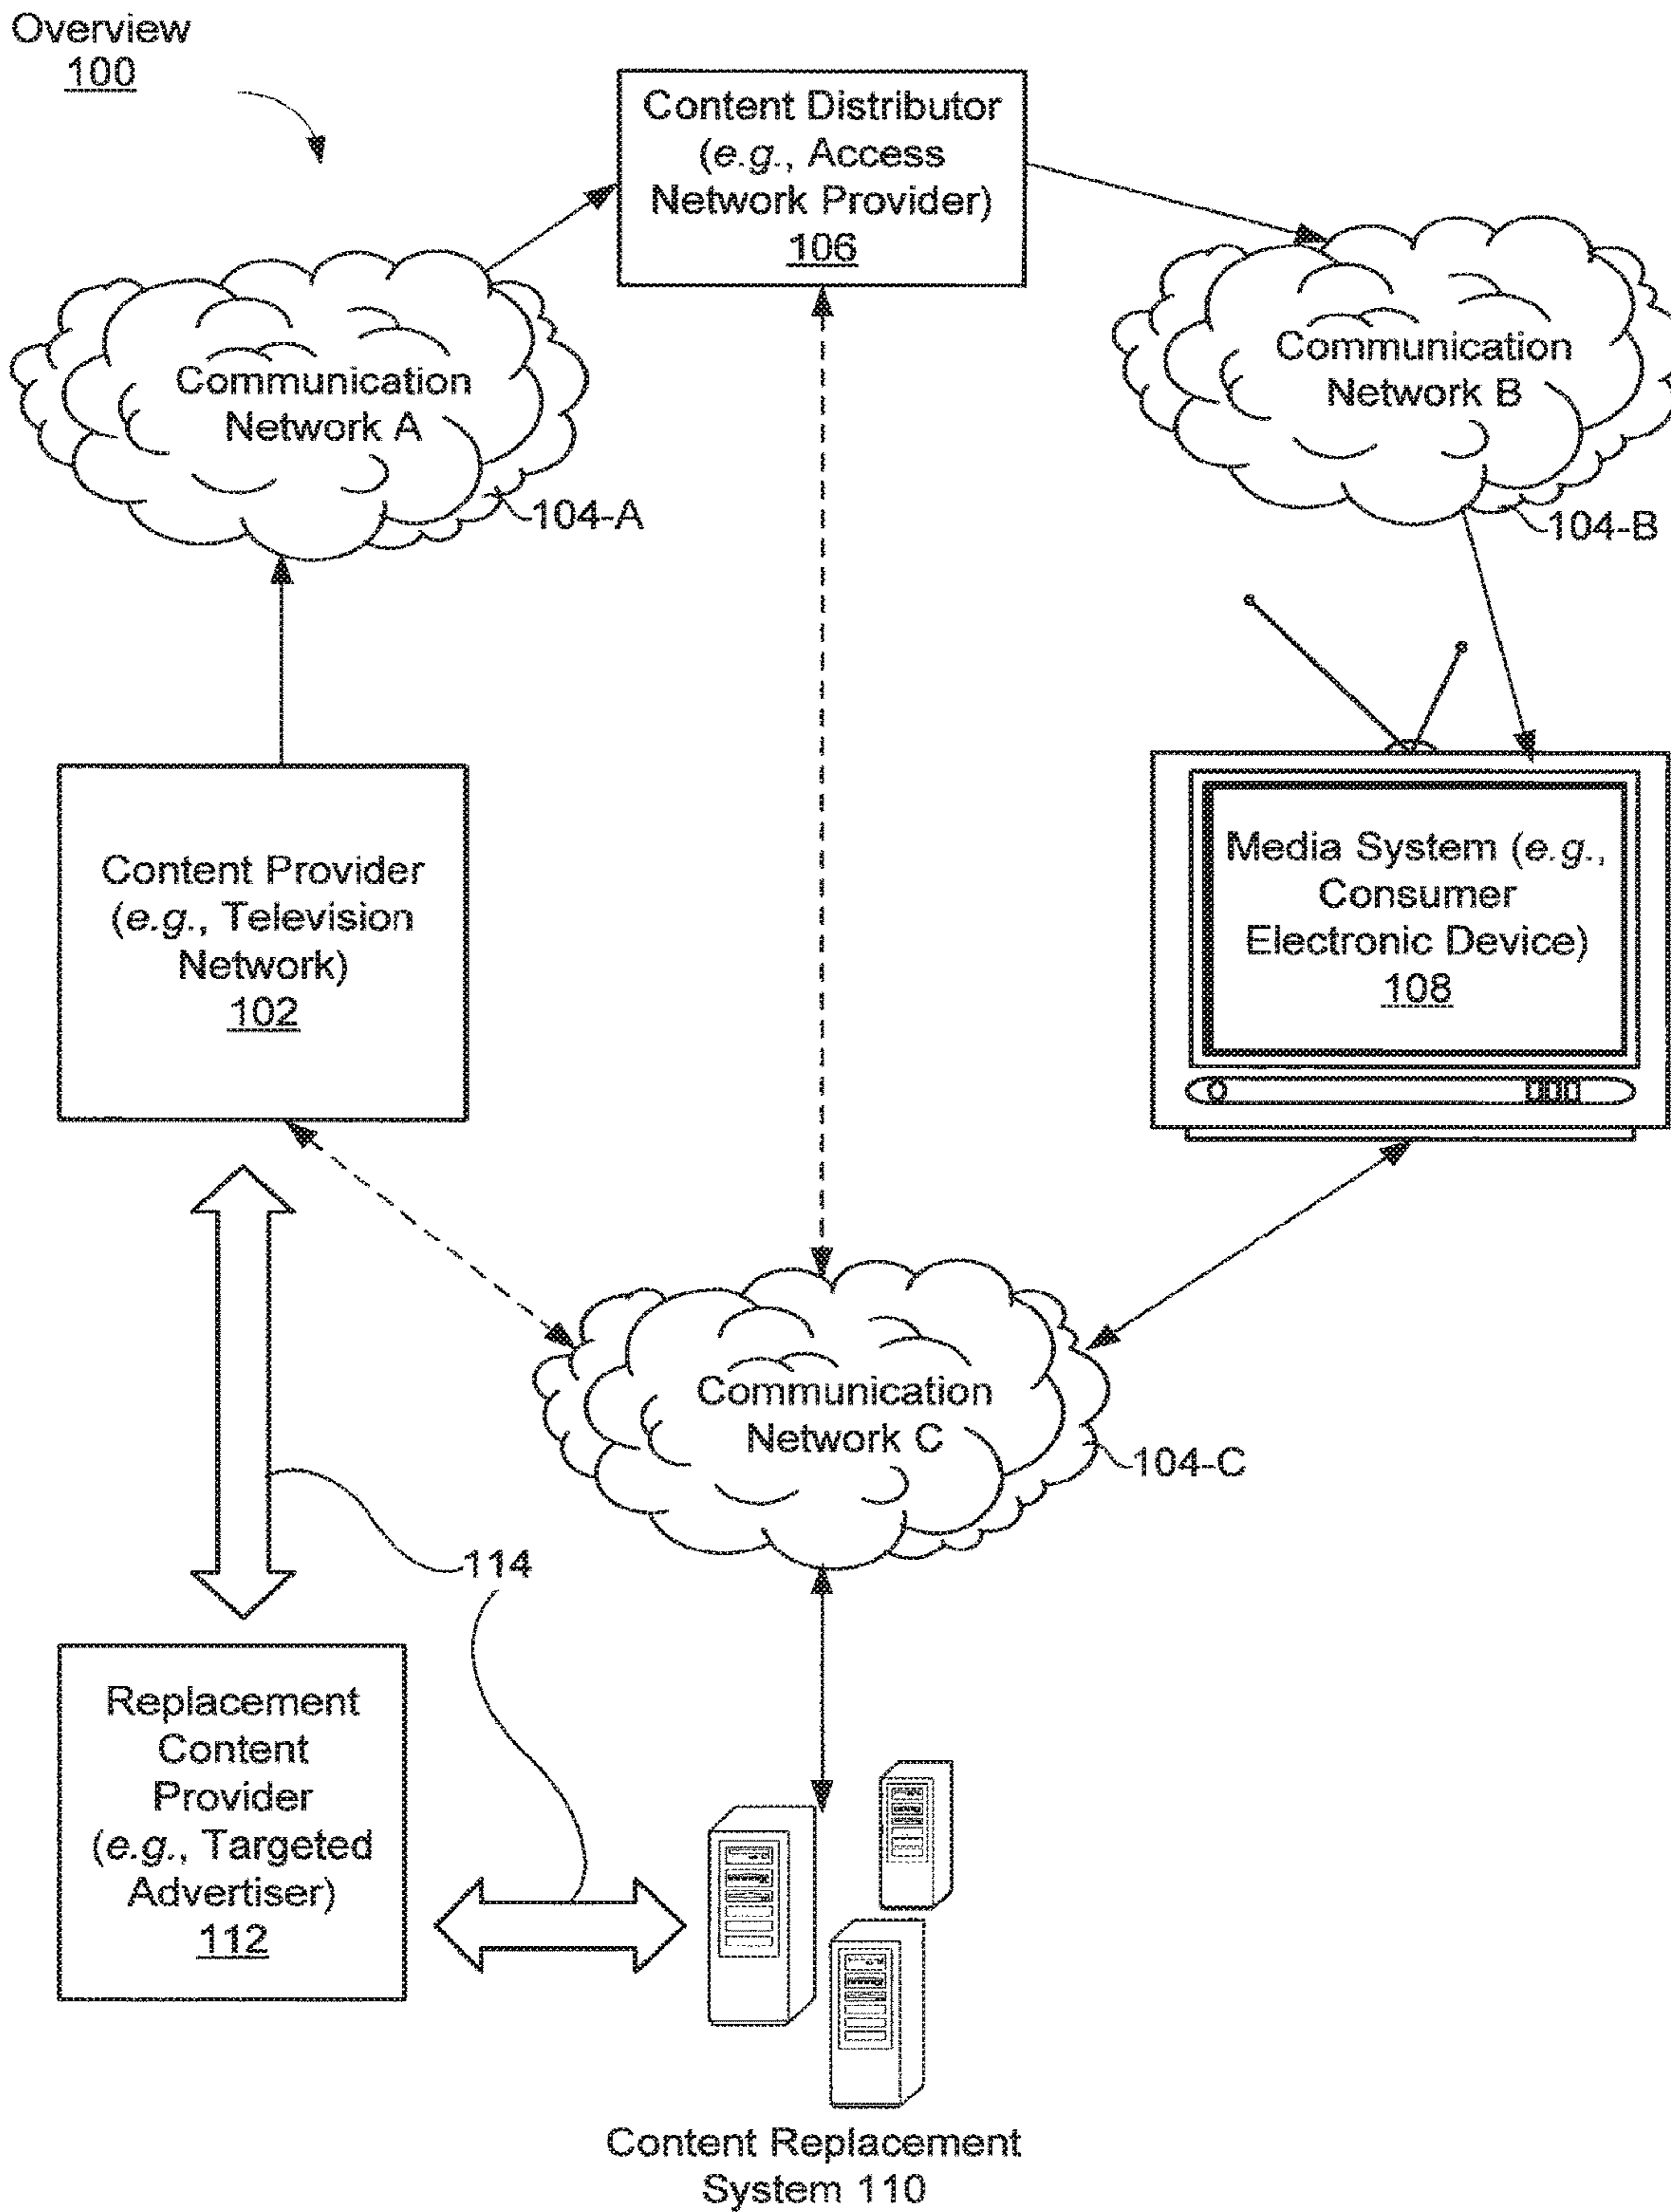 Overview
100
Content Distributor
(e.g., Access
Network Provider)
106
Communication
Network A
104-A
Communication
Network B
104-B
Content Provider
(e.g., Television
Network)
102
Media System (e.g.,
Consumer
Electronic Device)
108
Communication
Network C
104-C
114
Replacement
Content
Provider
(e.g., Targeted
Advertiser)
112
Content Replacement
System 110